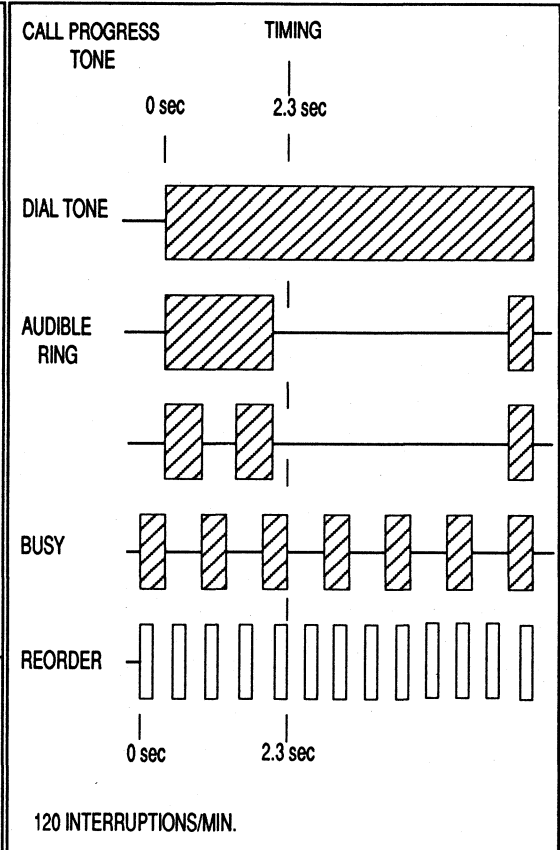 CALL PROGRESS TONE
TIMING
0 sec
2.3 sec
DIAL TONE
AUDIBLE RING
BUSY
REORDER
0 sec
2.3 sec
120 INTERRUPTIONS/MIN.